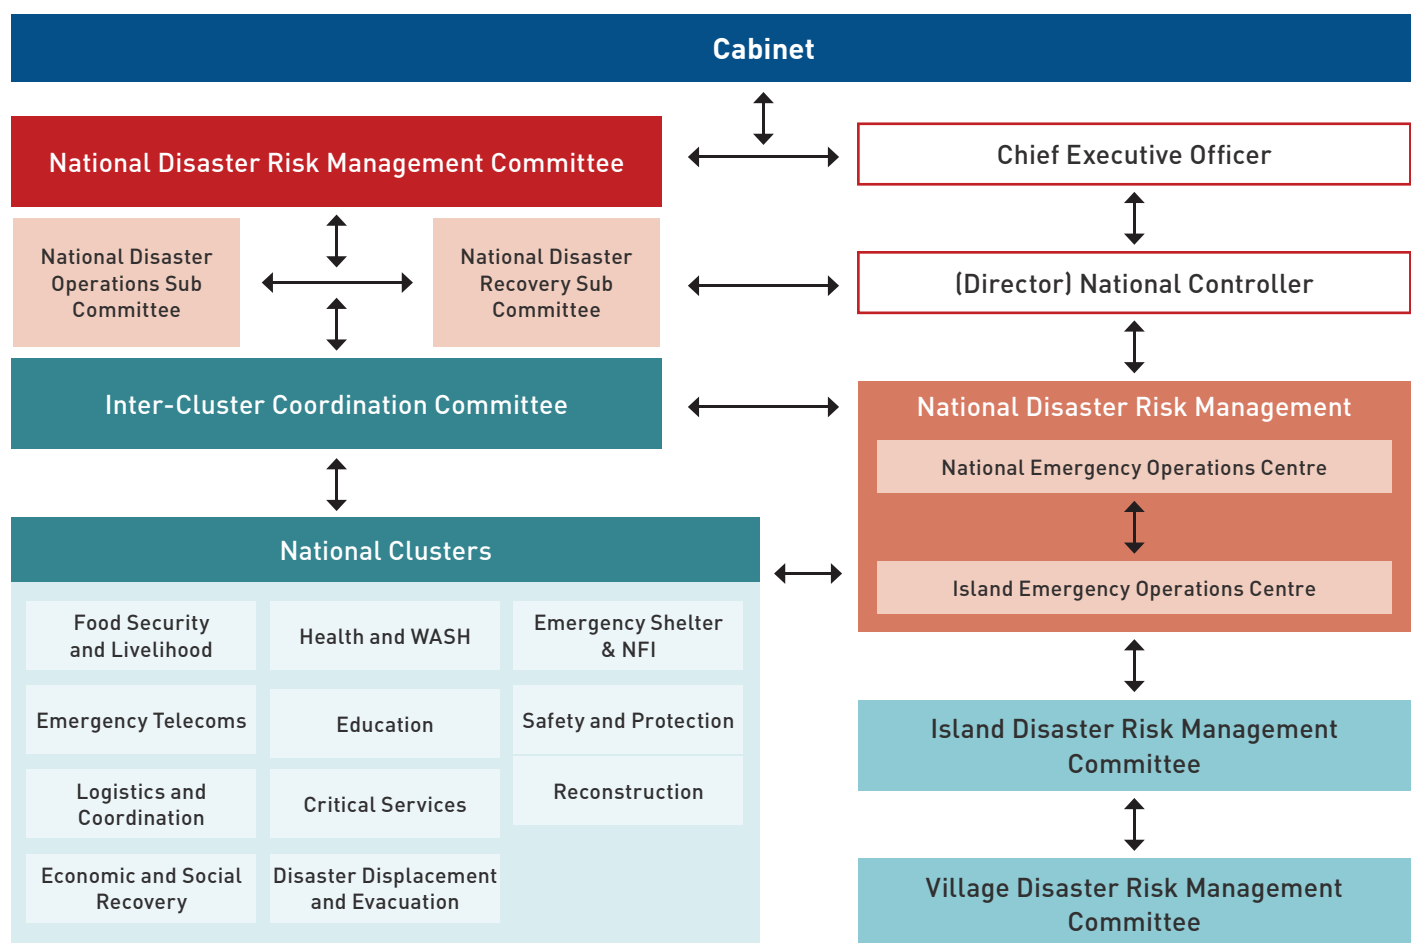 Cabinet
National Disaster Risk Management Committee
Chief Executive Officer
National Disaster
Operations Sub
Committee
National Disaster
Recovery Sub
Committee
(Director) National Controller
Inter-Cluster Coordination Committee
National Disaster Risk Management
National Emergency Operations Centre
Island Emergency Operations Centre
National Clusters
Food Security
and Livelihood
Health and WASH
Emergency Shelter
& NFI
Emergency Telecoms
Education
Safety and Protection
Logistics and
Coordination
Critical Services
Reconstruction
Economic and Social
Recovery
Disaster Displacement
and Evacuation
Island Disaster Risk Management
Committee
Village Disaster Risk Management
Committee